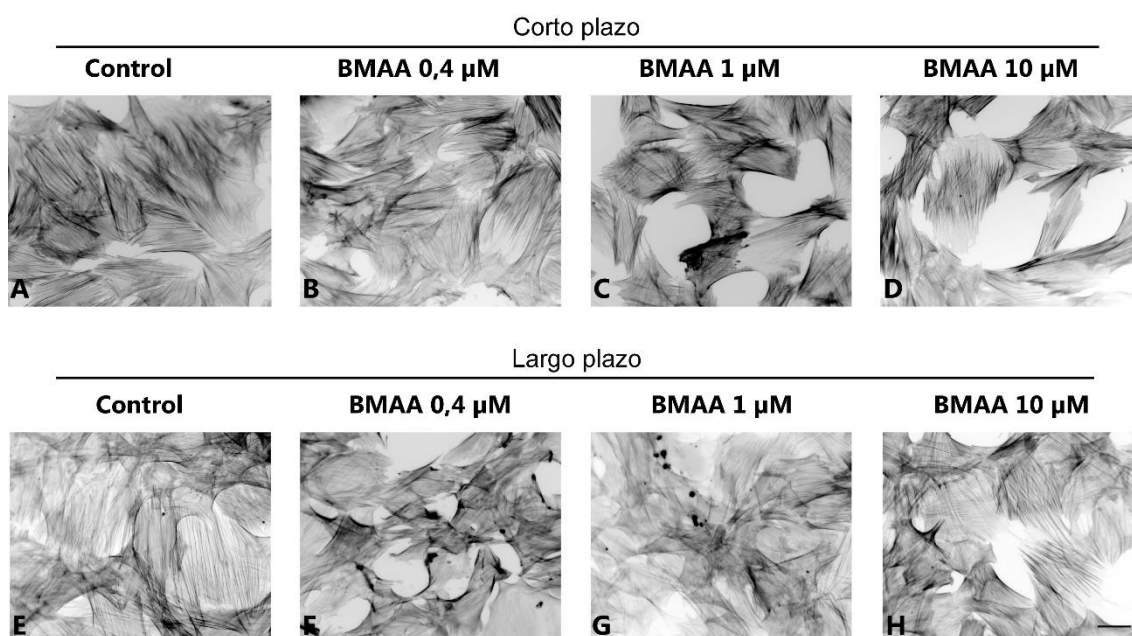 Corto plazo
Control BMAA 0,4 µM BMAA 1 µM BMAA 10 µM
A B C D
Largo plazo
Control BMAA 0,4 µM BMAA 1 µM BMAA 10 µM
E F G H